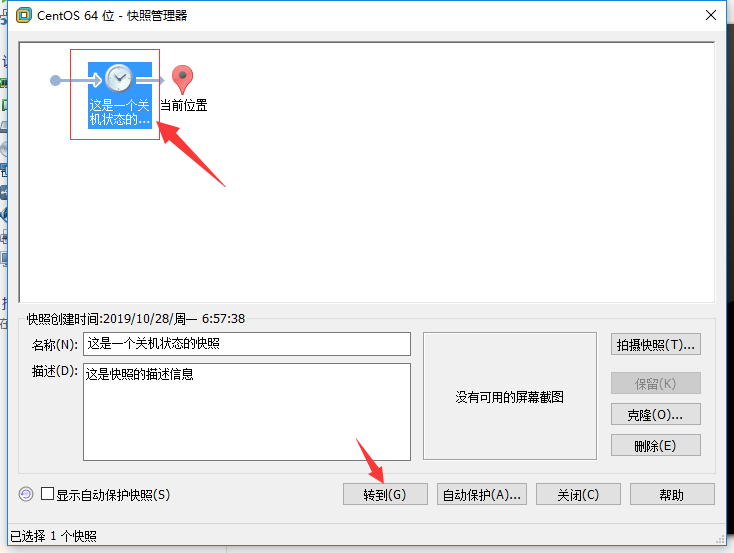 CentOS 64 位 - 快照管理器
这是一个关
机状态的...
当前位置
快照创建时间:2019/10/28/周一 6:57:38
名称(N): 这是一个关机状态的快照
拍摄快照(T)...
描述(D): 这是快照的描述信息
没有可用的屏幕截图
保留(K)
克隆(O)...
删除(E)
显示自动保护快照(S)
转到(G)
自动保护(A)...
关闭(C)
帮助
已选择 1 个快照